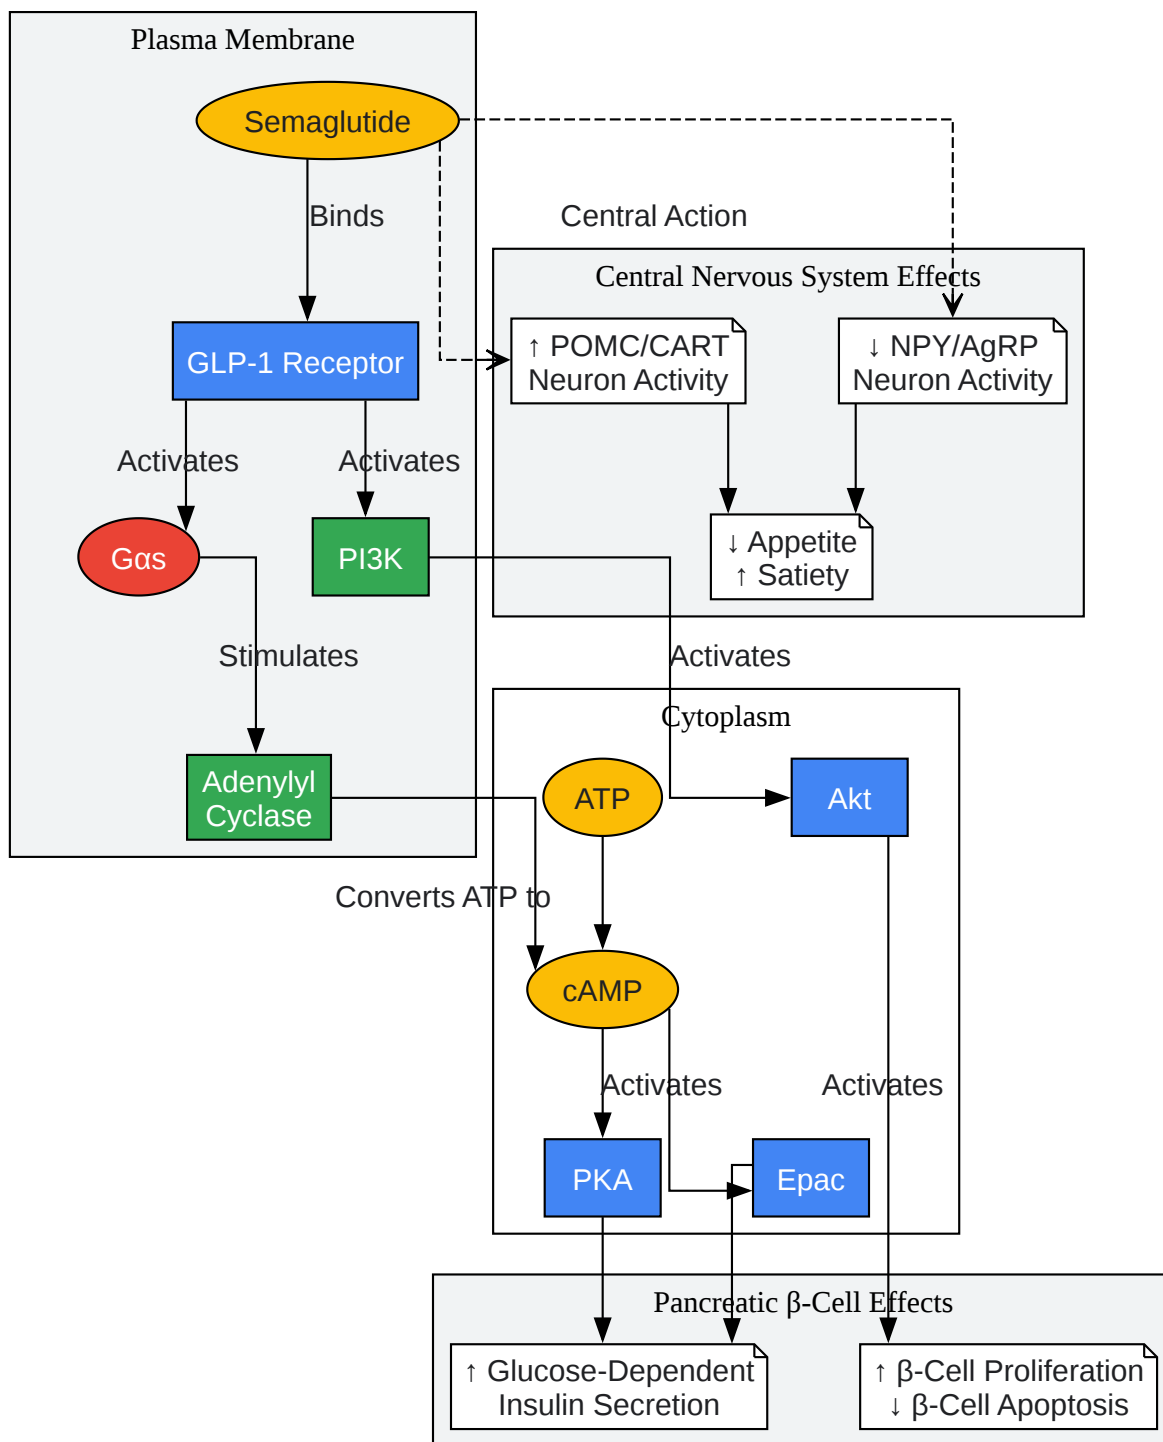 Plasma Membrane
Semaglutide
Binds
Central Action
Central Nervous System Effects
GLP-1 Receptor
↑ POMC/CART
Neuron Activity
↓ NPY/AgRP
Neuron Activity
Activates
Activates
Gαs
PI3K
↓ Appetite
↑ Satiety
Stimulates
Activates
Cytoplasm
Adenylyl
Cyclase
ATP
Akt
Converts ATP to
cAMP
Activates
Activates
PKA
Epac
Pancreatic β-Cell Effects
↑ Glucose-Dependent
Insulin Secretion
↑ β-Cell Proliferation
↓ β-Cell Apoptosis